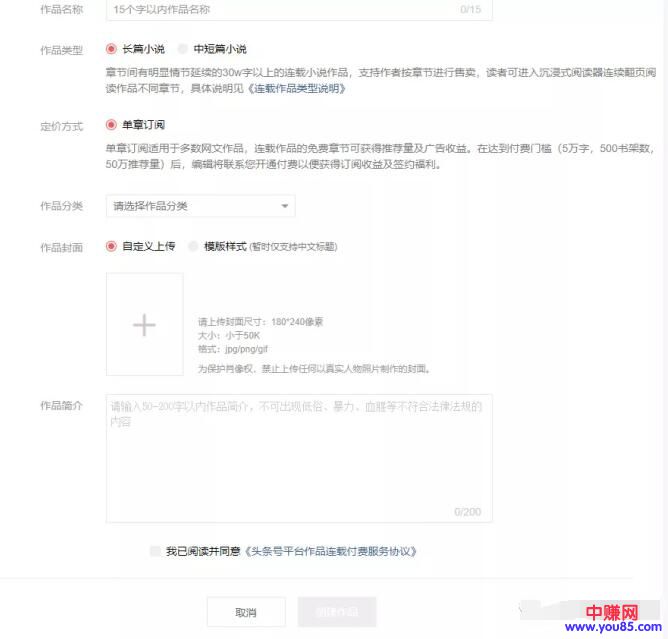 作品名称 15个字以内作品名称 0/15
作品类型 长篇小说 中短篇小说
章节间有明显情节延续的30w字以上的连载小说作品，支持作者按章节进行售卖，读者可进入沉浸式阅读器连续翻页阅
读作品不同章节，具体说明见《连载作品类型说明》
定价方式 单章订阅
单章订阅适用于多数网文作品，连载作品的免费章节可获得推荐量及广告收益。在达到付费门槛（5万字，500书架数，
50万推荐量）后，编辑将联系您开通付费以便获得订阅收益及签约福利。
作品分类 请选择作品分类
作品封面 自定义上传 模版样式 (暂时仅支持中文标题)
请上传封面尺寸：180*240像素
大小：小于50K
格式：jpg/png/gif
为保护肖像权，禁止上传任何以真实人物照片制作的封面。
作品简介 请输入50-200字以内作品简介，不可出现低俗、暴力、血腥等不符合法律法规的
内容
0/200
我已阅读并同意《头条号平台作品连载付费服务协议》
取消 创建作品
中赚网
www.you85.com